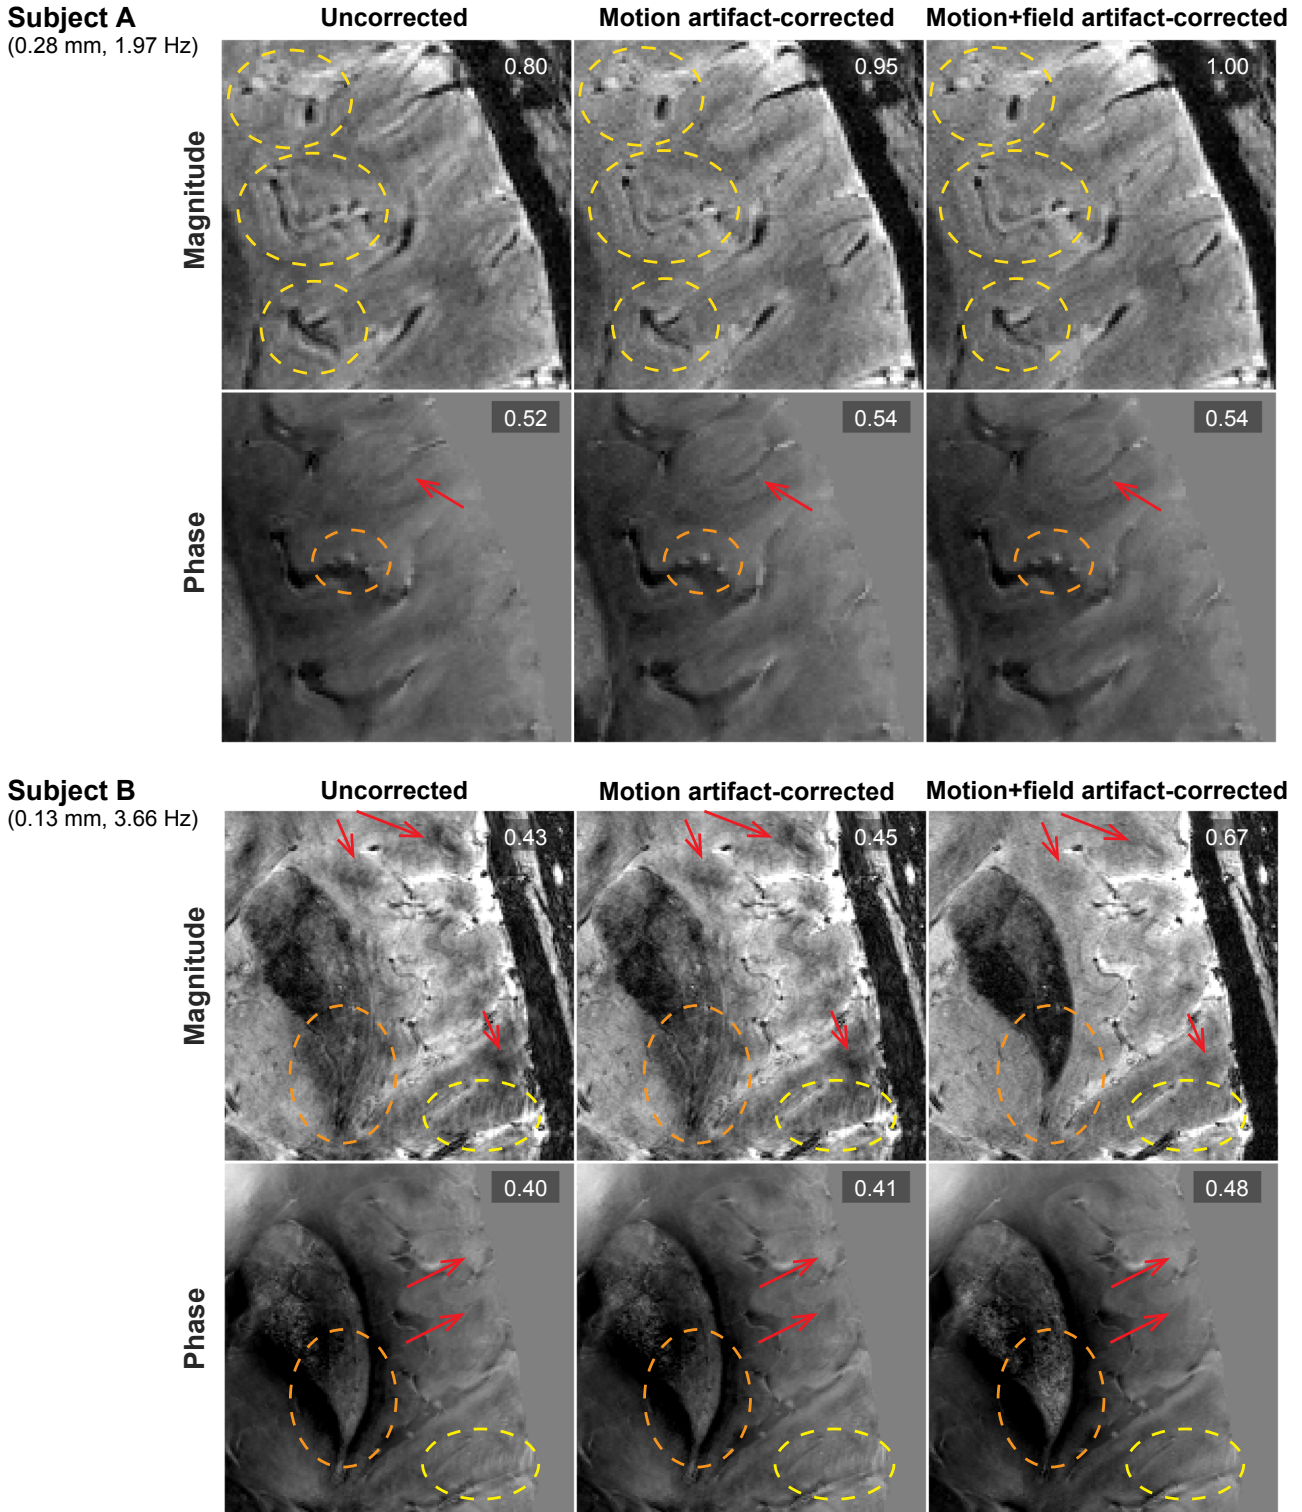 Subject A
(0.28 mm, 1.97 Hz)
Uncorrected
Motion artifact-corrected
Motion+field artifact-corrected
Magnitude
0.80
0.95
1.00
Phase
0.52
0.54
0.54
Subject B
(0.13 mm, 3.66 Hz)
Uncorrected
Motion artifact-corrected
Motion+field artifact-corrected
Magnitude
0.43
0.45
0.67
Phase
0.40
0.41
0.48